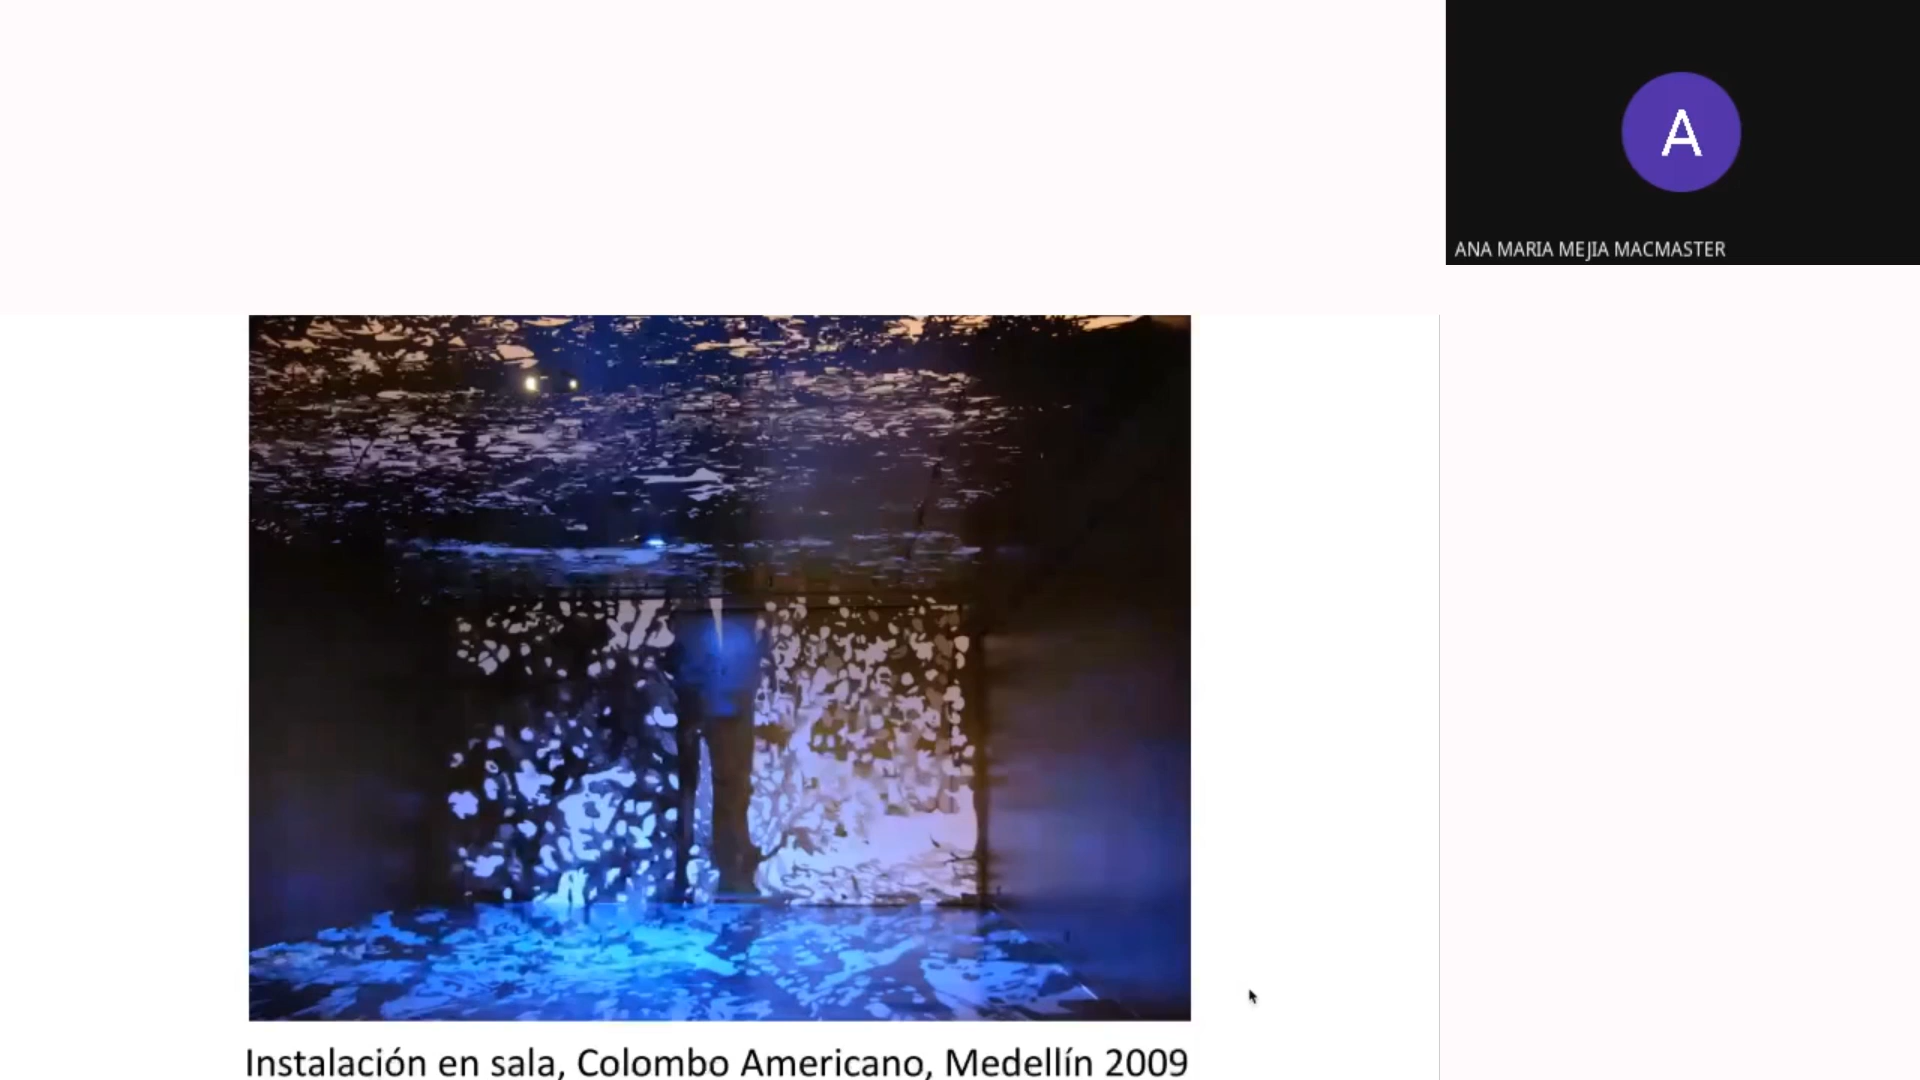 A
ANA MARIA MEJIA MACMASTER
Instalación en sala, Colombo Americano, Medellín 2009